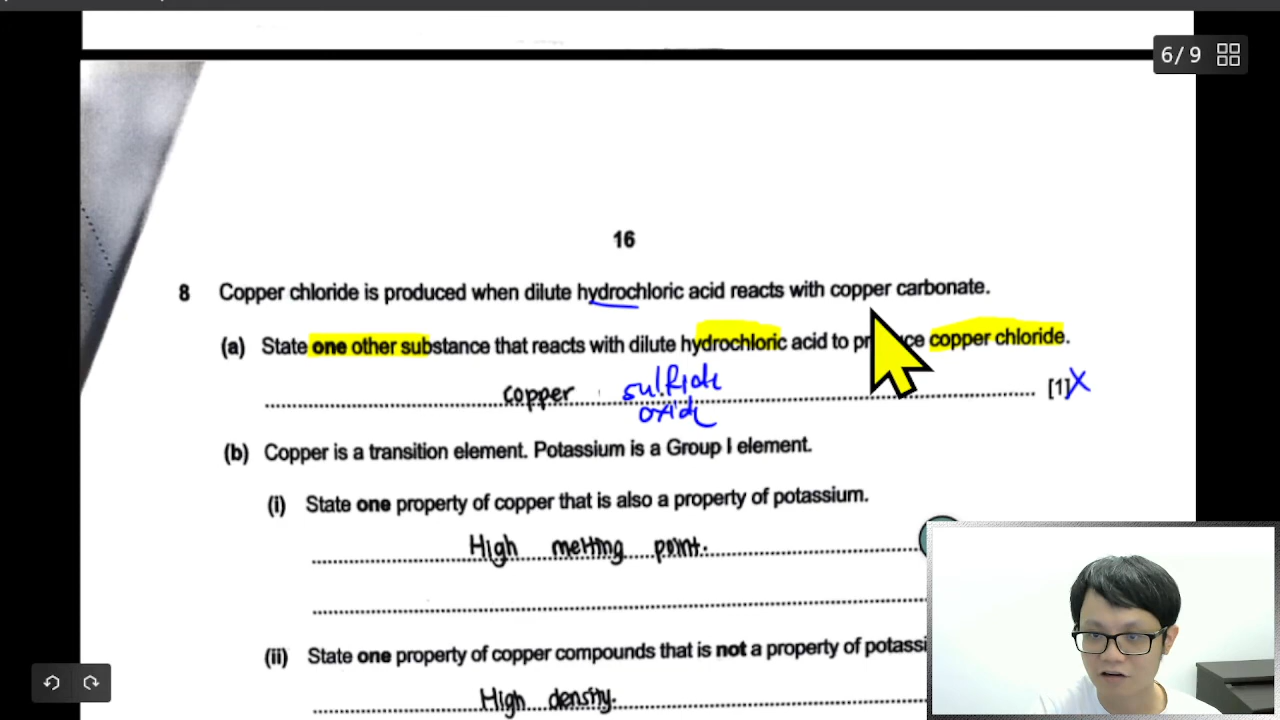 6/9
16
8 Copper chloride is produced when dilute hydrochloric acid reacts with copper carbonate.
(a) State one other substance that reacts with dilute hydrochloric acid to pr ce copper chloride.
copper sulfide [1] X
oxide
(b) Copper is a transition element. Potassium is a Group I element.
(i) State one property of copper that is also a property of potassium.
High melting point.
(ii) State one property of copper compounds that is not a property of potassi
High density.